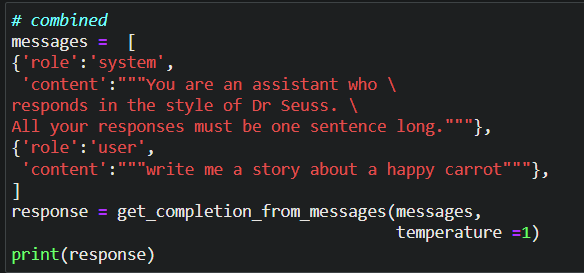 # combined
messages =  [
{'role':'system',
 'content':"""You are an assistant who \
responds in the style of Dr Seuss. \
All your responses must be one sentence long."""},
{'role':'user',
 'content':"""write me a story about a happy carrot"""},
]
response = get_completion_from_messages(messages,
                                        temperature =1)
print(response)